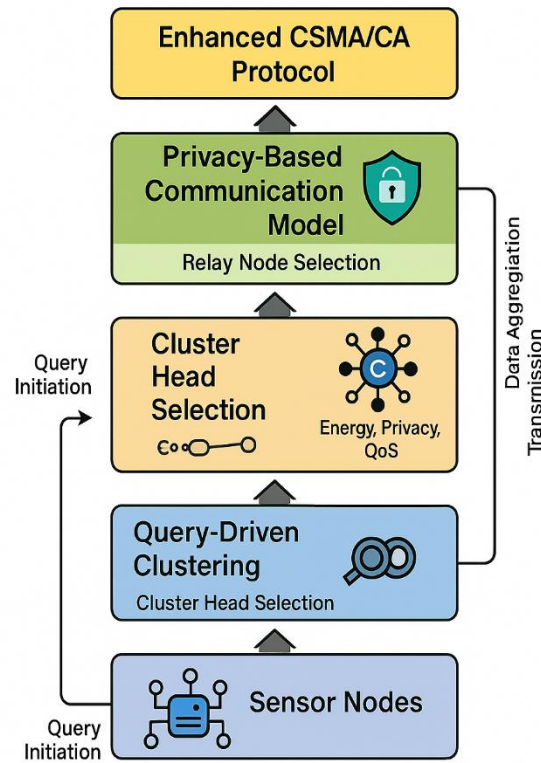 Enhanced CSMA/CA
Protocol
Privacy-Based
Communication
Model
Relay Node Selection
Query
Initiation
Cluster
Head
Selection
C
Energy, Privacy,
QoS
Data Aggregiation
Transmission
Query-Driven
Clustering
Cluster Head Selection
Sensor Nodes
Query
Initiation